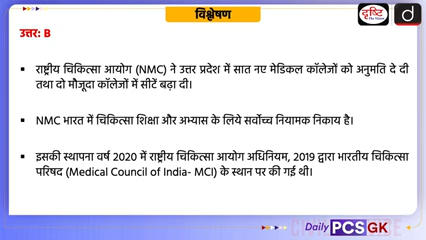 विश्लेषण
दृष्टि
The Vision
d
उत्तर: B
राष्ट्रीय चिकित्सा आयोग (NMC) ने उत्तर प्रदेश में सात नए मेडिकल कॉलेजों को अनुमति दे दी
तथा दो मौजूदा कॉलेजों में सीटें बढ़ा दी।
NMC भारत में चिकित्सा शिक्षा और अभ्यास के लिये सर्वोच्च नियामक निकाय है।
इसकी स्थापना वर्ष 2020 में राष्ट्रीय चिकित्सा आयोग अधिनियम, 2019 द्वारा भारतीय चिकित्सा
परिषद (Medical Council of India- MCI) के स्थान पर की गई थी।
Daily PCS GK